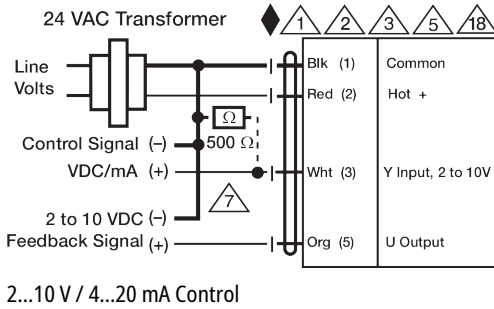 24 VAC Transformer
1 2 3 5 18
Line
Volts
Blk (1) Common
Red (2) Hot +
Ω
Control Signal (–) 500 Ω
VDC/mA (+)
Wht (3) Y Input, 2 to 10V
7
2 to 10 VDC (–)
Feedback Signal (+)
Org (5) U Output
2...10 V / 4...20 mA Control